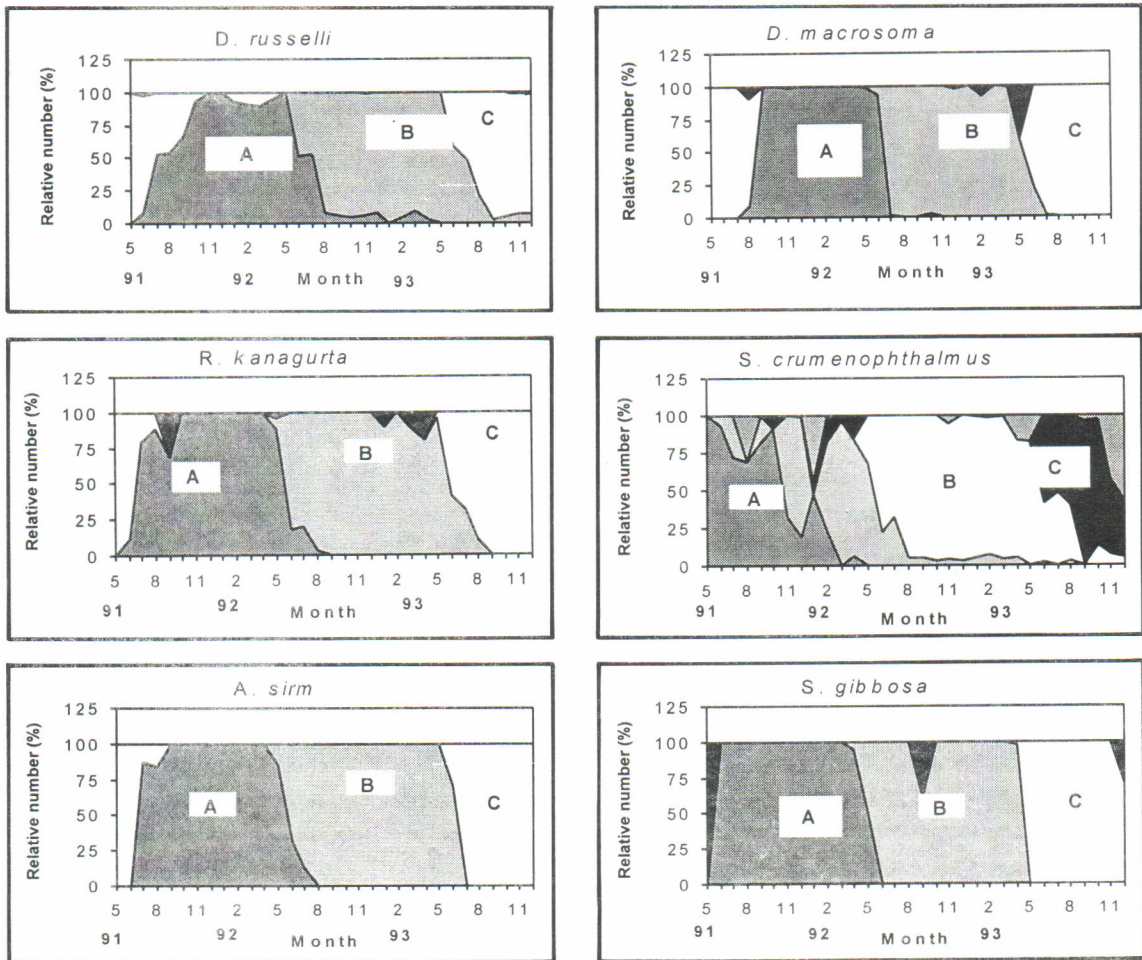 D. russelli
Relative number (%)
125
100
75
50
25
0
A
B
C
5 8 11 2 5 8 11 2 5 8 11
91 92 Month 93
D. macrosoma
Relative number (%)
125
100
75
50
25
0
A
B
C
5 8 11 2 5 8 11 2 5 8 11
91 92 Month 93
R. kanagurta
Relative number (%)
125
100
75
50
25
0
A
B
C
5 8 11 2 5 8 11 2 5 8 11
91 92 Month 93
S. crumenophthalmus
Relative number (%)
125
100
75
50
25
0
A
B
C
5 8 11 2 5 8 11 2 5 8 11
91 92 Month 93
A. sirm
Relative number (%)
125
100
75
50
25
0
A
B
C
5 8 11 2 5 8 11 2 5 8 11
91 92 Month 93
S. gibbosa
Relative number (%)
125
100
75
50
25
0
A
B
C
5 8 11 2 5 8 11 2 5 8 11
91 92 Month 93